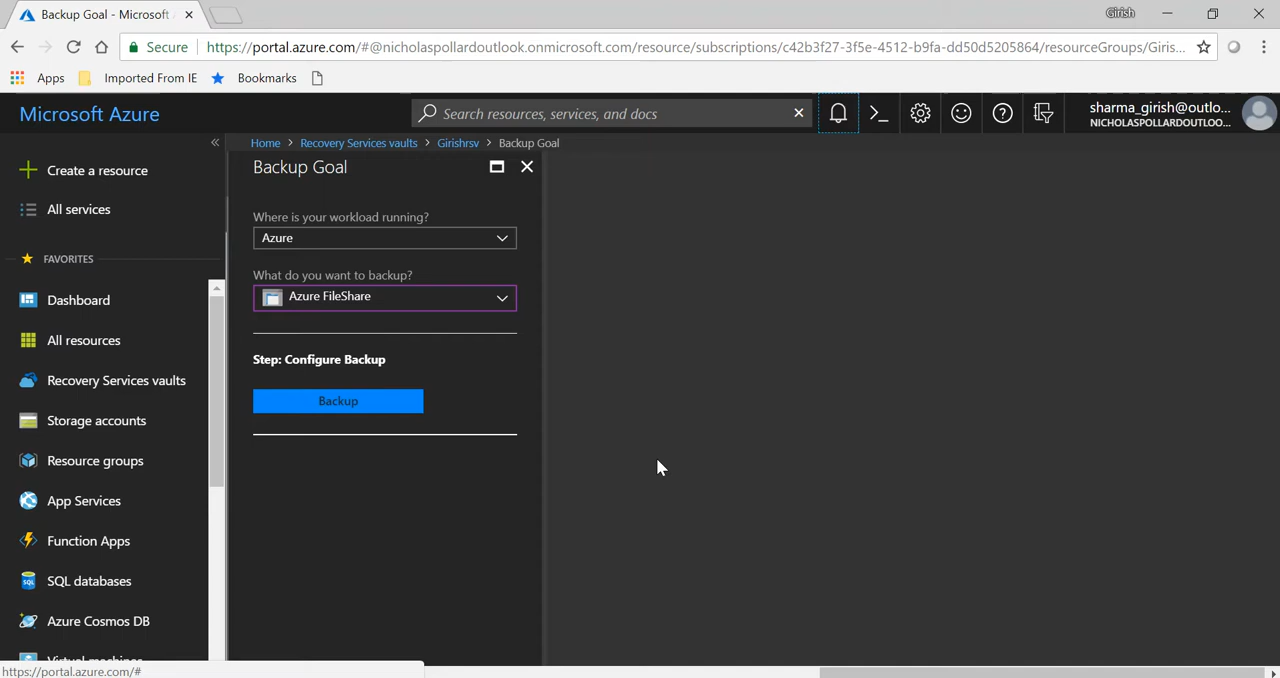 Backup Goal - Microsoft
Girish
Secure
https://portal.azure.com/#@nicholaspollardoutlook.onmicrosoft.com/resource/subscriptions/c42b3f27-3f5e-4512-b9fa-dd50d5205864/resourceGroups/Giris...
Apps
Imported From IE
Bookmarks
Microsoft Azure
Search resources, services, and docs
sharma_girish@outlo...
NICHOLASPOLLARDOUTLOO...
Home > Recovery Services vaults > Girishrsv > Backup Goal
Create a resource
All services
FAVORITES
Dashboard
All resources
Recovery Services vaults
Storage accounts
Resource groups
App Services
Function Apps
SQL databases
Azure Cosmos DB
Virtual machines
Backup Goal
Where is your workload running?
Azure
What do you want to backup?
Azure FileShare
Step: Configure Backup
Backup
https://portal.azure.com/#